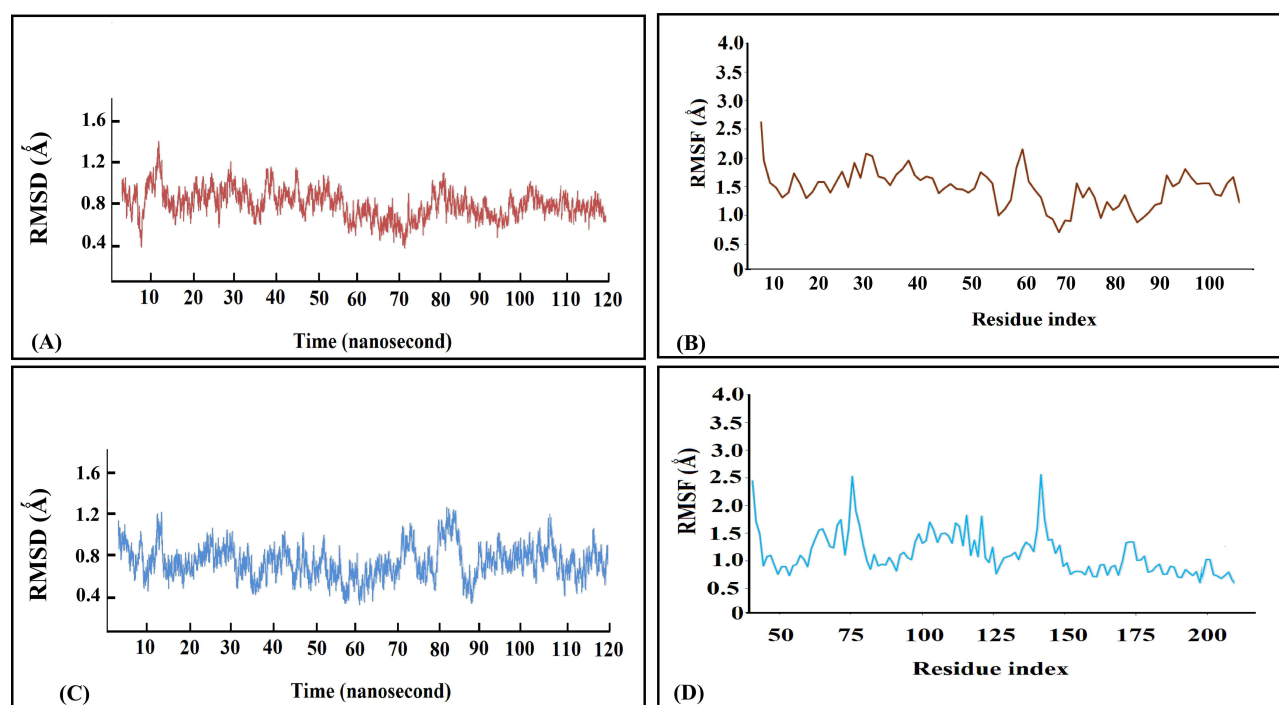 1.6
1.2
0.8
0.4
RMSD (Å)
10 20 30 40 50 60 70 80 90 100 110 120
Time (nanosecond)
(A)
4.0
3.5
3.0
2.5
2.0
1.5
1.0
0.5
0
RMSF (Å)
10 20 30 40 50 60 70 80 90 100
Residue index
(B)
1.6
1.2
0.8
0.4
RMSD (Å)
10 20 30 40 50 60 70 80 90 100 110 120
Time (nanosecond)
(C)
4.0
3.5
3.0
2.5
2.0
1.5
1.0
0.5
0
RMSF (Å)
50 75 100 125 150 175 200
Residue index
(D)